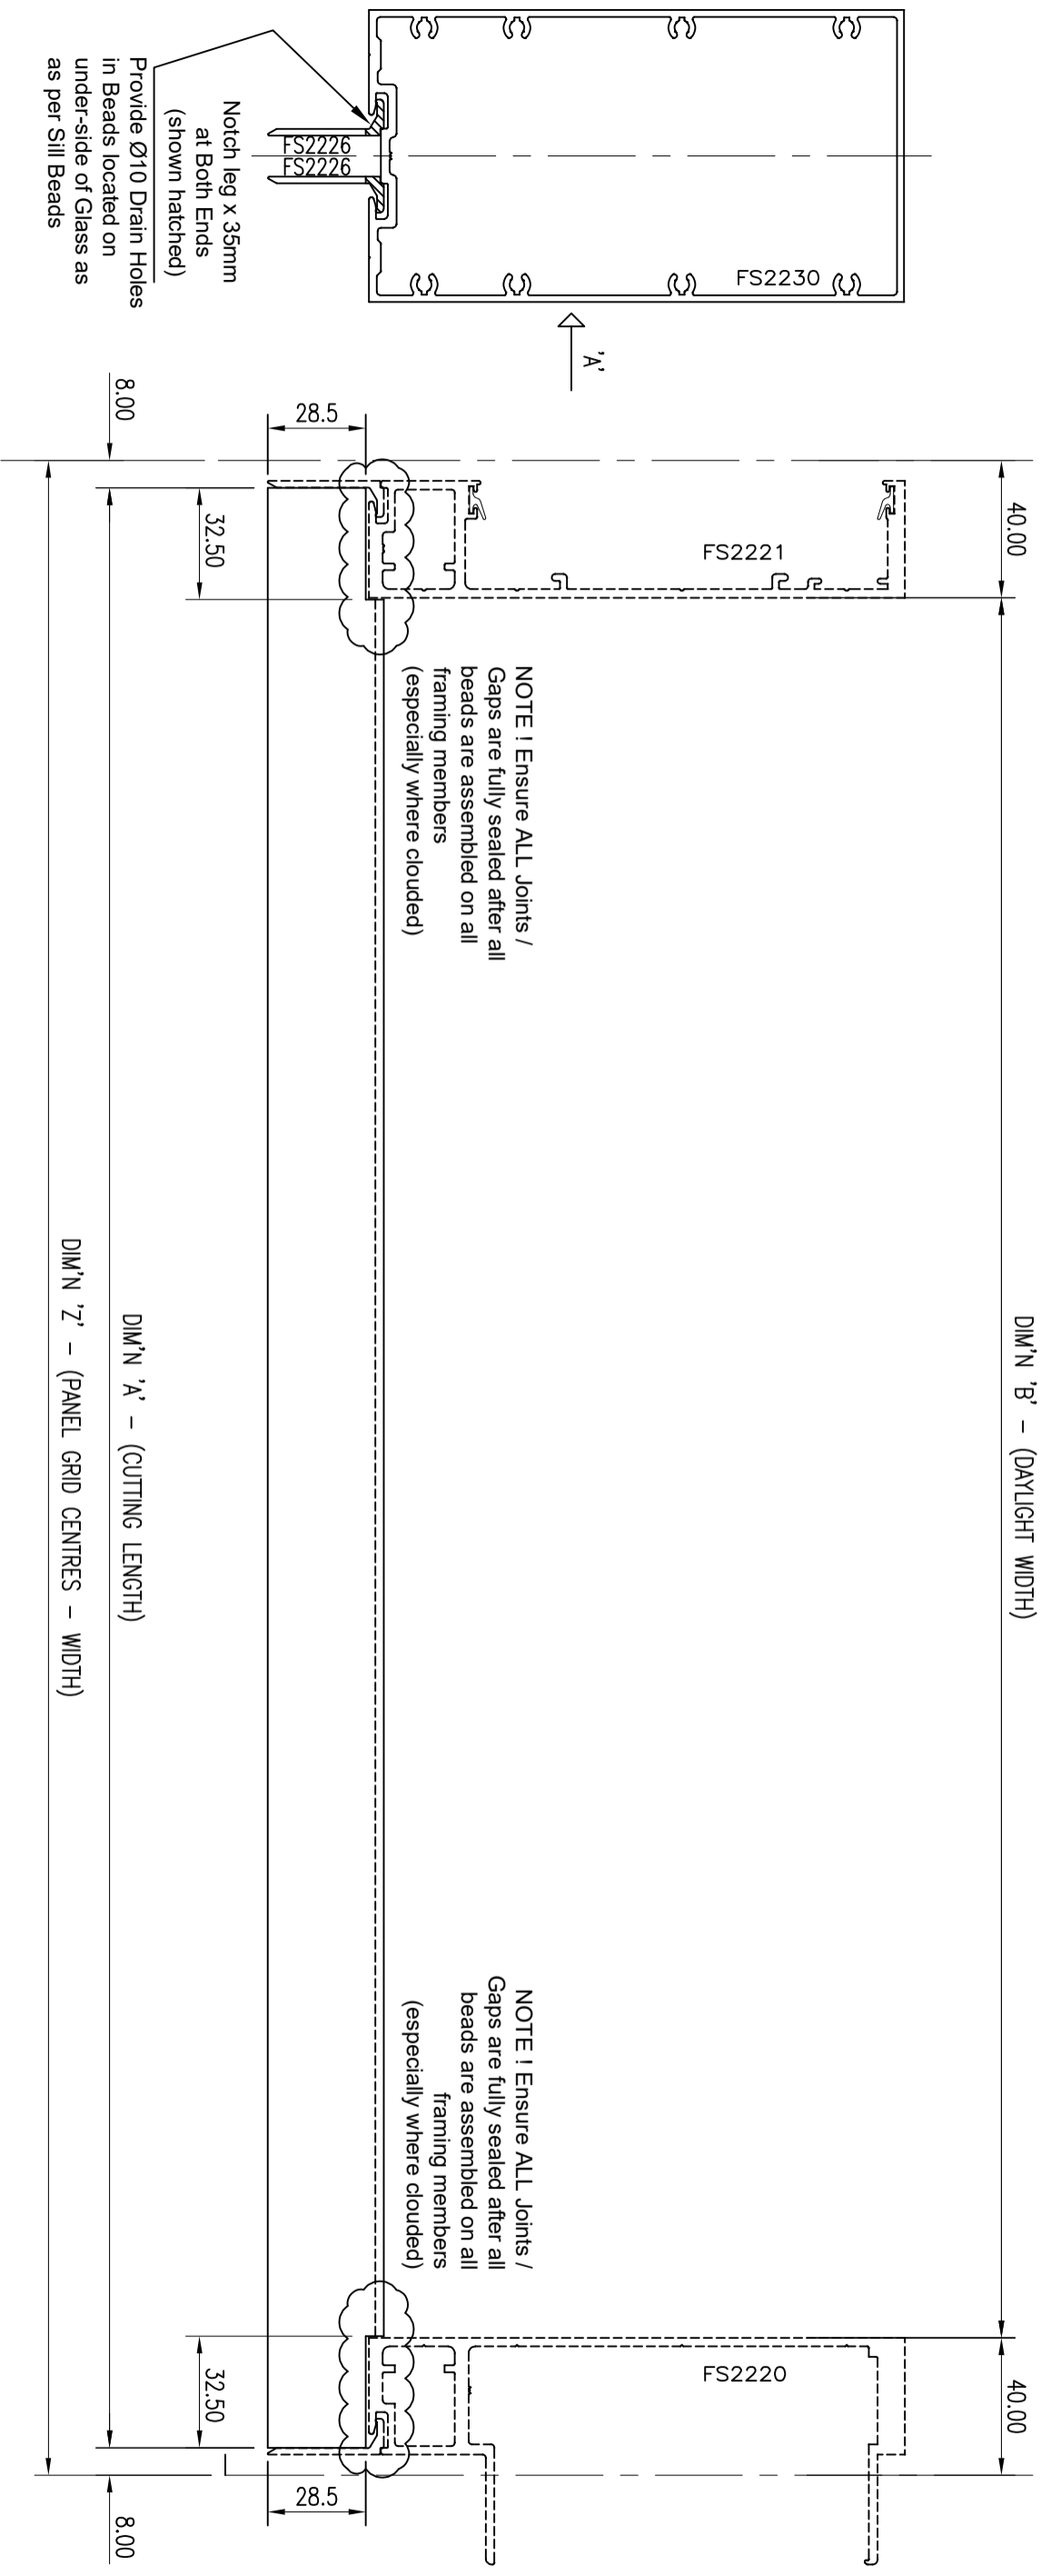 FS2230
FS2226
FS2226
Notch leg x 35mm
at Both Ends
(shown hatched)
Provide Ø10 Drain Holes
in Beads located on
under-side of Glass as
as per Sill Beads
'A'
40.00
DIM'N 'B' – (DAYLIGHT WIDTH)
40.00
FS2221
FS2220
NOTE ! Ensure ALL Joints /
Gaps are fully sealed after all
beads are assembled on all
framing members
(especially where clouded)
NOTE ! Ensure ALL Joints /
Gaps are fully sealed after all
beads are assembled on all
framing members
(especially where clouded)
28.5
28.5
32.50
32.50
8.00
DIM'N 'A' – (CUTTING LENGTH)
8.00
DIM'N 'Z' – (PANEL GRID CENTRES – WIDTH)